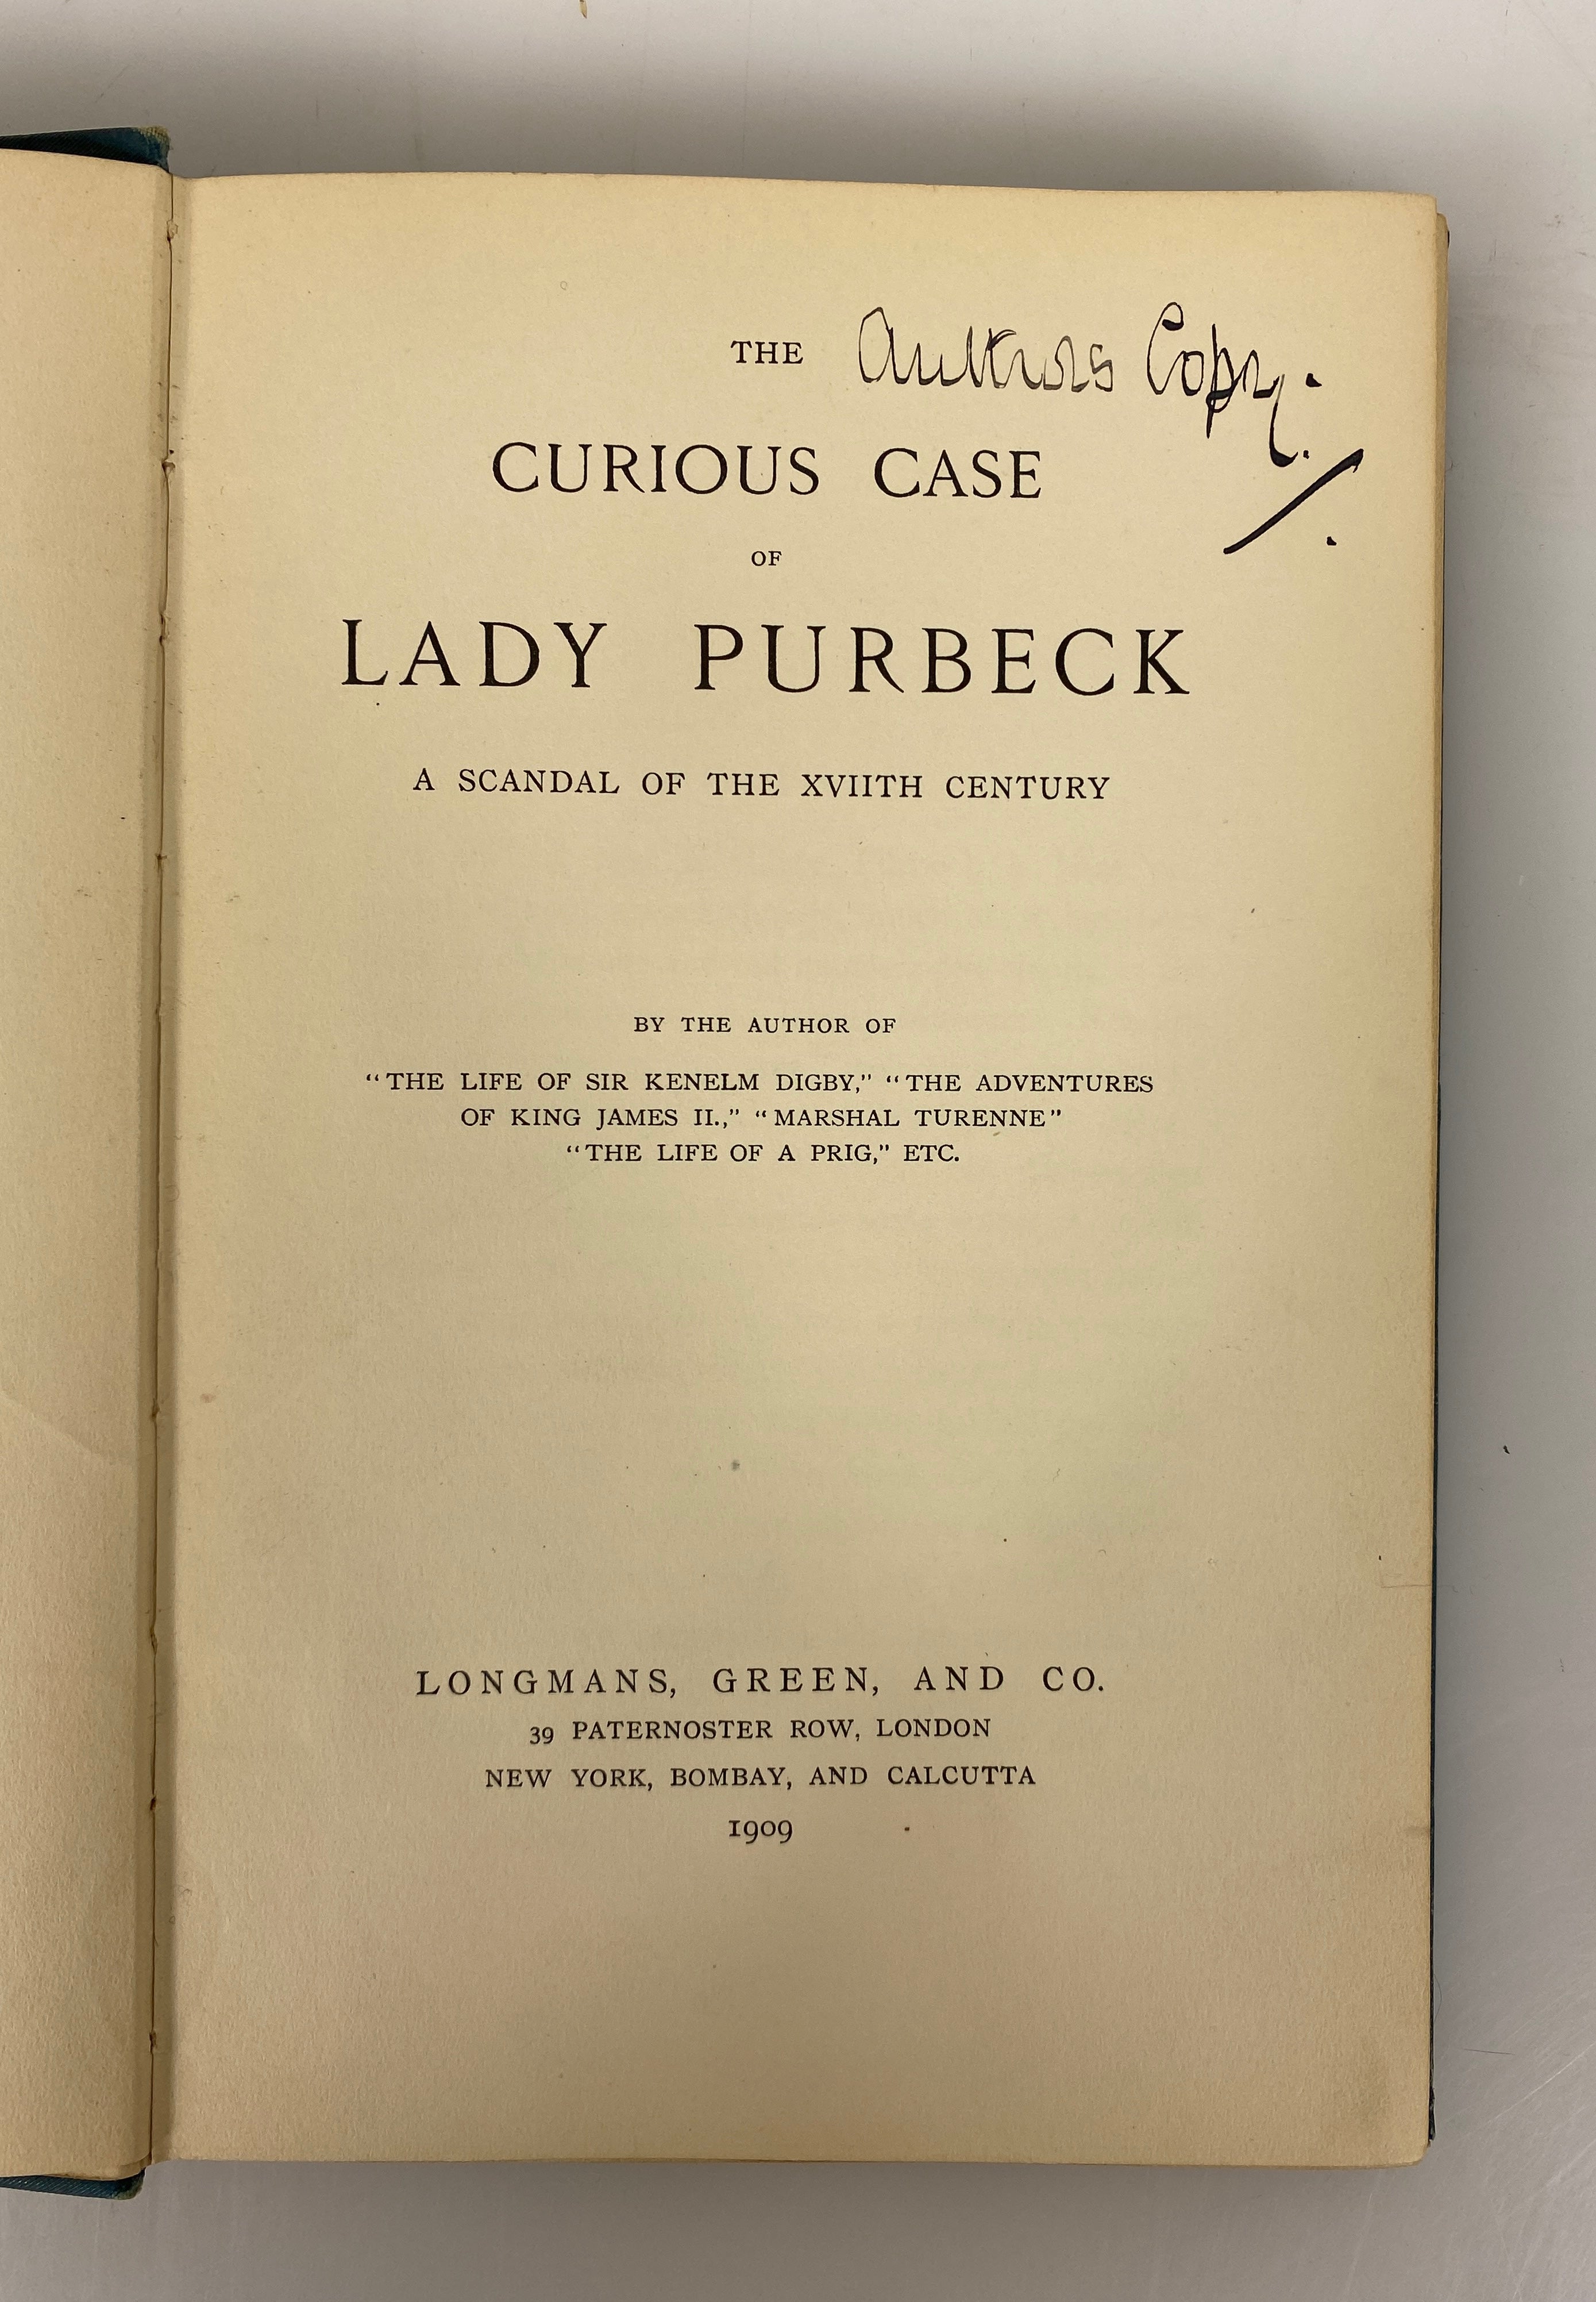 THE Authors Copy.
CURIOUS CASE
OF
LADY PURBECK
A SCANDAL OF THE XVIITH CENTURY
BY THE AUTHOR OF
“THE LIFE OF SIR KENELM DIGBY,” “THE ADVENTURES
OF KING JAMES II.,” “MARSHAL TURENNE”
“THE LIFE OF A PRIG,” ETC.
LONGMANS, GREEN, AND CO.
39 PATERNOSTER ROW, LONDON
NEW YORK, BOMBAY, AND CALCUTTA
1909